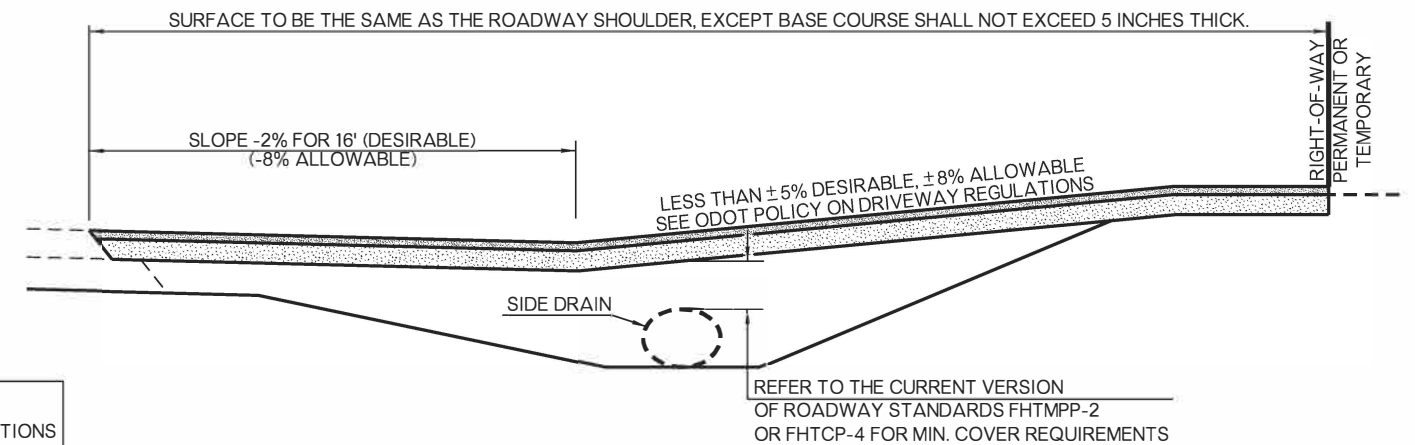 SURFACE TO BE THE SAME AS THE ROADWAY SHOULDER, EXCEPT BASE COURSE SHALL NOT EXCEED 5 INCHES THICK.
RIGHT-OF-WAY
PERMANENT OR
TEMPORARY
SLOPE -2% FOR 16' (DESIRABLE)
(-8% ALLOWABLE)
LESS THAN ±5% DESIRABLE, ±8% ALLOWABLE
SEE ODOT POLICY ON DRIVEWAY REGULATIONS
SIDE DRAIN
REFER TO THE CURRENT VERSION
OF ROADWAY STANDARDS FHTMPP-2
OR FHTCP-4 FOR MIN. COVER REQUIREMENTS
TIONS